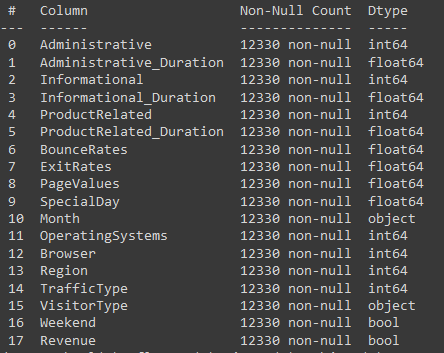 #   Column                   Non-Null Count  Dtype
---  ------                   --------------  -----
0   Administrative           12330 non-null  int64
1   Administrative_Duration  12330 non-null  float64
2   Informational            12330 non-null  int64
3   Informational_Duration   12330 non-null  float64
4   ProductRelated           12330 non-null  int64
5   ProductRelated_Duration  12330 non-null  float64
6   BounceRates              12330 non-null  float64
7   ExitRates                12330 non-null  float64
8   PageValues               12330 non-null  float64
9   SpecialDay               12330 non-null  float64
10  Month                    12330 non-null  object
11  OperatingSystems         12330 non-null  int64
12  Browser                  12330 non-null  int64
13  Region                   12330 non-null  int64
14  TrafficType              12330 non-null  int64
15  VisitorType              12330 non-null  object
16  Weekend                  12330 non-null  bool
17  Revenue                  12330 non-null  bool